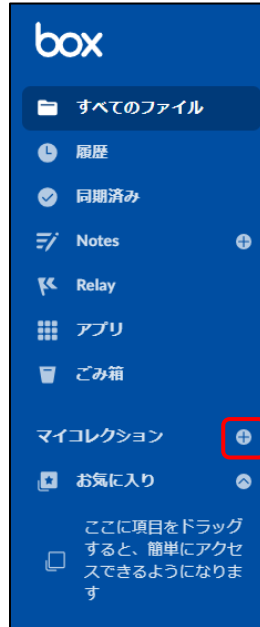 box
すべてのファイル
履歴
同期済み
Notes
Relay
アプリ
ごみ箱
マイコレクション
お気に入り
ここに項目をドラッグ
すると、簡単にアクセ
スできるようになりま
す